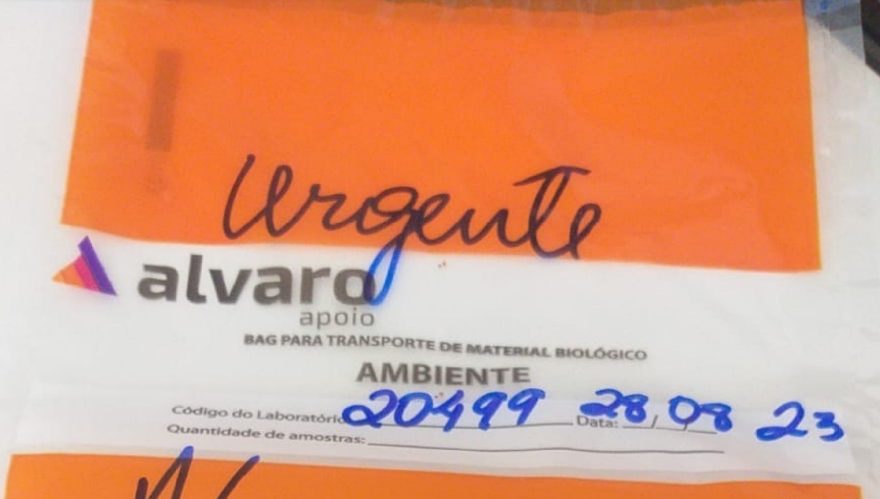 Urgente
alvaro
apoio
BAG PARA TRANSPORTE DE MATERIAL BIOLÓGICO
AMBIENTE
Código do Laboratório 20499 Data: 28/08 23
Quantidade de amostras: